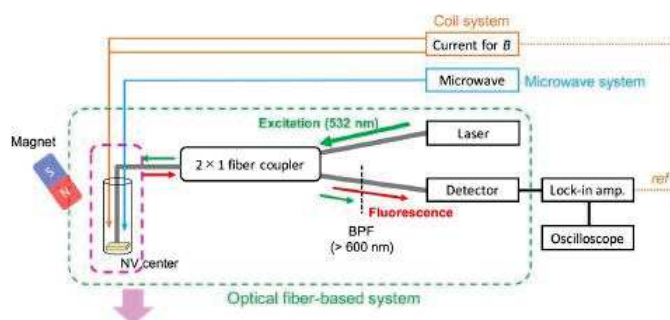 Coil system
Current for B
Microwave
Microwave system
Excitation (532 nm)
Laser
Magnet
S
N
2 × 1 fiber coupler
ref
Detector
Lock-in amp.
Fluorescence
Oscilloscope
BPF
(> 600 nm)
NV center
Optical fiber-based system